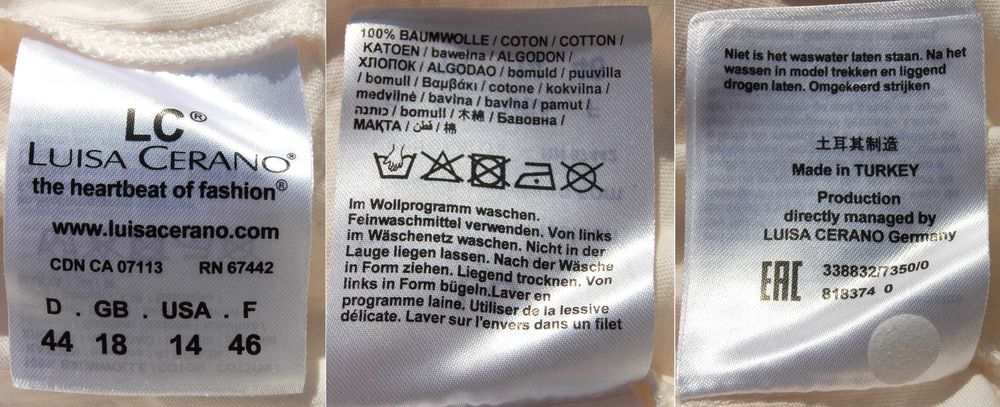 LC®
LUISA CERANO®
the heartbeat of fashion®
www.luisacerano.com
CDN CA 07113 RN 67442
D . GB . USA . F
44 18 14 46
100% BAUMWOLLE / COTON / COTTON /
KATOEN / bawełna / ALGODON /
ХЛОПОК / ALGODAO / bomuld / puuvilla
/ bomull / Βαμβάκι / cotone / kokvilna /
medvilnė / bavlna / bavlna / pamut /
כותנה / bomull / 木綿 / Бавовна /
МАҚТА / قطن / 棉
Im Wollprogramm waschen.
Feinwaschmittel verwenden. Von links
im Wäschenetz waschen. Nicht in der
Lauge liegen lassen. Nach der Wäsche
in Form ziehen. Liegend trocknen. Von
links in Form bügeln.Laver en
programme laine. Utiliser de la lessive
délicate. Laver sur l'envers dans un filet
Niet in het waswater laten staan. Na het
wassen in model trekken en liggend
drogen laten. Omgekeerd strijken
土耳其制造
Made in TURKEY
Production
directly managed by
LUISA CERANO Germany
EAC
338832/7350/0
818374 0